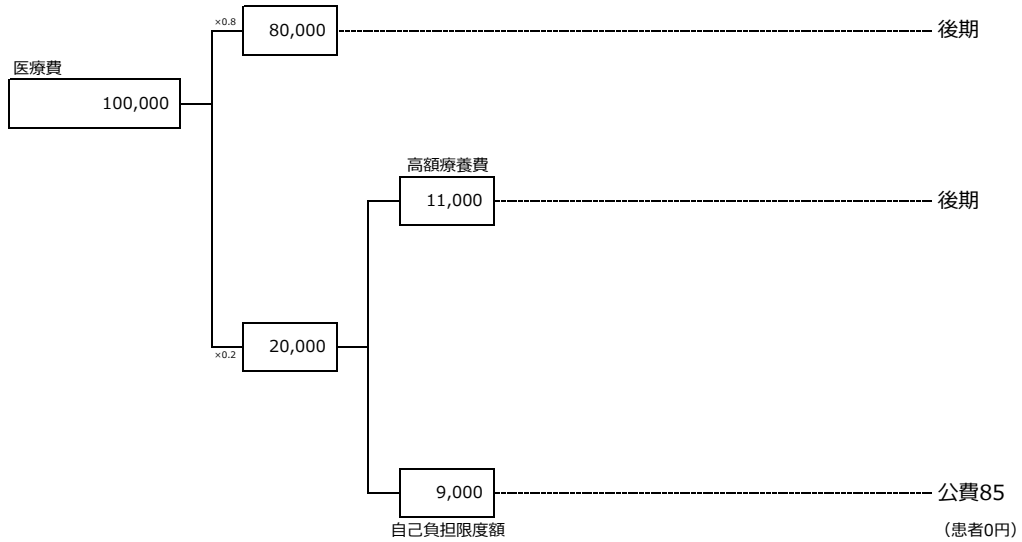 ×0.8
80,000
後期
医療費
100,000
高額療養費
11,000
後期
×0.2
20,000
9,000
公費85
自己負担限度額
（患者0円）